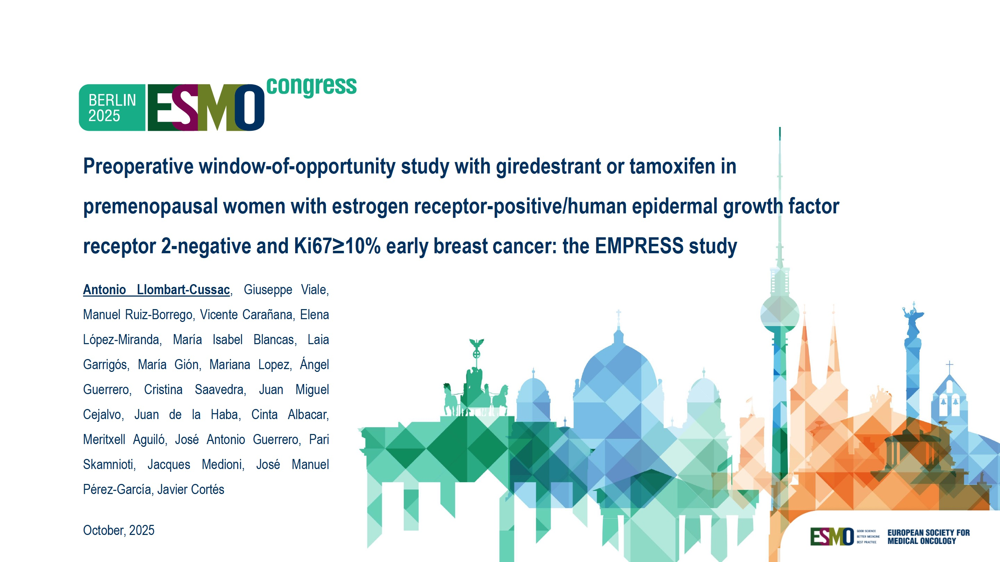 BERLIN
2025
ESMO
congress
Preoperative window-of-opportunity study with giredestrant or tamoxifen in
premenopausal women with estrogen receptor-positive/human epidermal growth factor
receptor 2-negative and Ki67≥10% early breast cancer: the EMPRESS study
Antonio Llombart-Cussac, Giuseppe Viale,
Manuel Ruiz-Borrego, Vicente Carañana, Elena
López-Miranda, María Isabel Blancas, Laia
Garrigós, María Gión, Mariana Lopez, Ángel
Guerrero, Cristina Saavedra, Juan Miguel
Cejalvo, Juan de la Haba, Cinta Albacar,
Meritxell Aguiló, José Antonio Guerrero, Pari
Skamnioti, Jacques Medioni, José Manuel
Pérez-García, Javier Cortés
October, 2025
ESMO
GOOD SCIENCE
BETTER MEDICINE
BEST PRACTICE
EUROPEAN SOCIETY FOR
MEDICAL ONCOLOGY